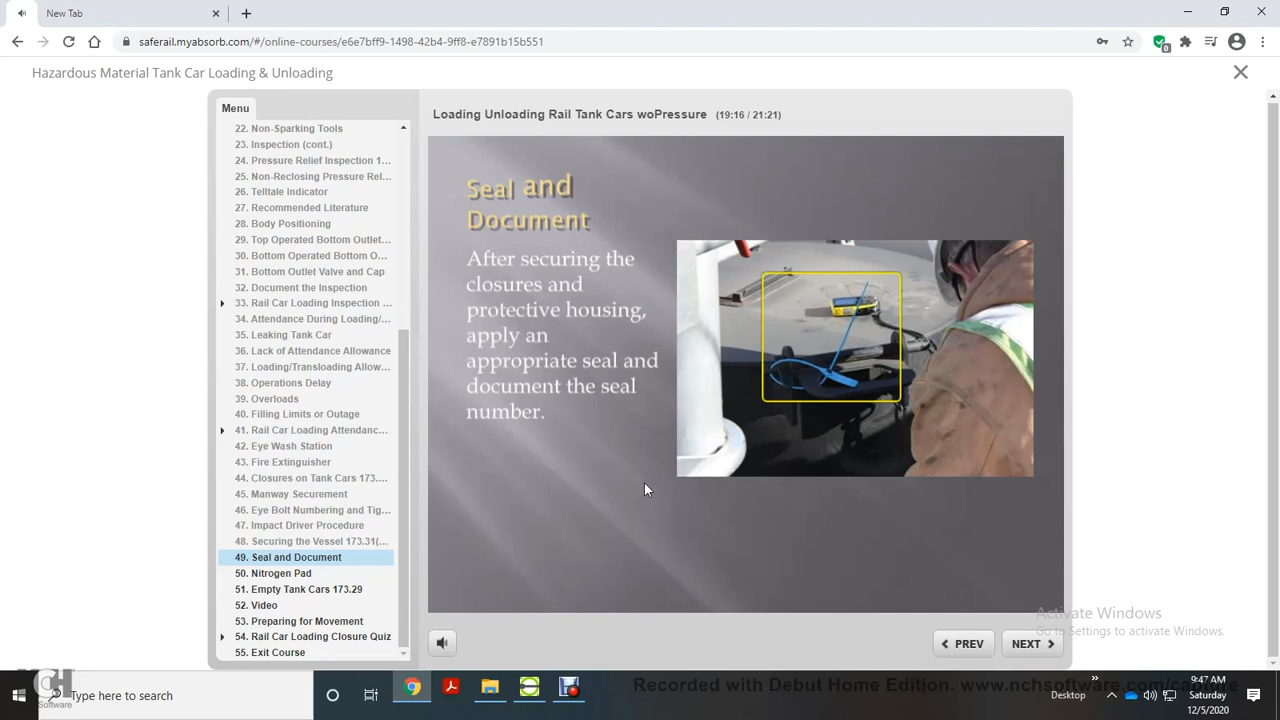 New Tab
saferail.myabsorb.com/#/online-courses/e6e7bff9-1498-42b4-9ff8-e7891b15b551
0
Hazardous Material Tank Car Loading & Unloading
Menu
22. Non-Sparking Tools
23. Inspection (cont.)
24. Pressure Relief Inspection 1...
25. Non-Reclosing Pressure Rel...
26. Telltale Indicator
27. Recommended Literature
28. Body Positioning
29. Top Operated Bottom Outlet...
30. Bottom Operated Bottom O...
31. Bottom Outlet Valve and Cap
32. Document the Inspection
33. Rail Car Loading Inspection ...
34. Attendance During Loading/...
35. Leaking Tank Car
36. Lack of Attendance Allowance
37. Loading/Transloading Allow...
38. Operations Delay
39. Overloads
40. Filling Limits or Outage
41. Rail Car Loading Attendanc...
42. Eye Wash Station
43. Fire Extinguisher
44. Closures on Tank Cars 173....
45. Manway Securement
46. Eye Bolt Numbering and Tig...
47. Impact Driver Procedure
48. Securing the Vessel 173.31(...
49. Seal and Document
50. Nitrogen Pad
51. Empty Tank Cars 173.29
52. Video
53. Preparing for Movement
54. Rail Car Loading Closure Quiz
55. Exit Course
Loading Unloading Rail Tank Cars woPressure (19:16 / 21:21)
Seal and
Document
After securing the
closures and
protective housing,
apply an
appropriate seal and
document the seal
number.
PREV
NEXT
Activate Windows
Go to Settings to activate Windows.
NCH
Software
Type here to search
Recorded with Debut Home Edition. www.nchsoftware.com/capture
Desktop
9:47 AM
Saturday
12/5/2020